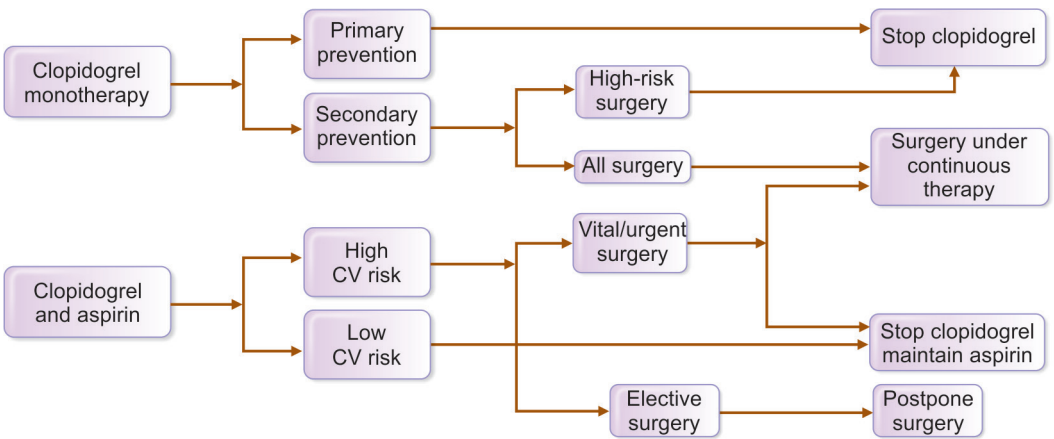 Clopidogrel
monotherapy
Primary
prevention
Secondary
prevention
High-risk
surgery
All surgery
Stop clopidogrel
Surgery under
continuous
therapy
Clopidogrel
and aspirin
High
CV risk
Low
CV risk
Vital/urgent
surgery
Elective
surgery
Stop clopidogrel
maintain aspirin
Postpone
surgery